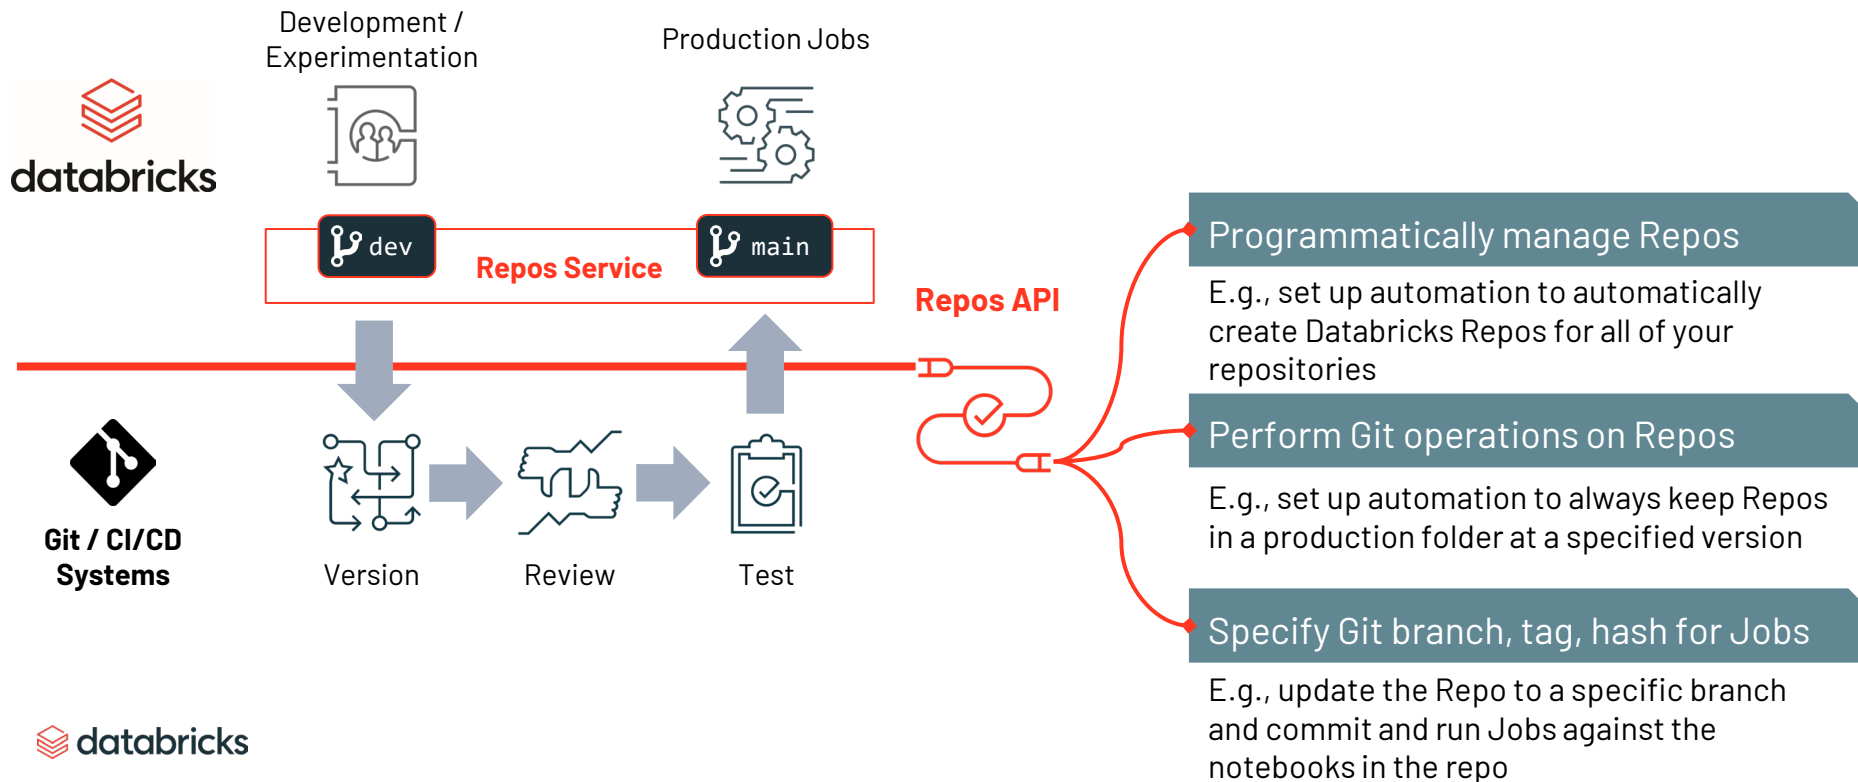 Development /
Experimentation
Production Jobs
databricks
dev
Repos Service
main
Repos API
Git / CI/CD
Systems
Version
Review
Test
Programmatically manage Repos
E.g., set up automation to automatically
create Databricks Repos for all of your
repositories
Perform Git operations on Repos
E.g., set up automation to always keep Repos
in a production folder at a specified version
Specify Git branch, tag, hash for Jobs
E.g., update the Repo to a specific branch
and commit and run Jobs against the
notebooks in the repo
databricks